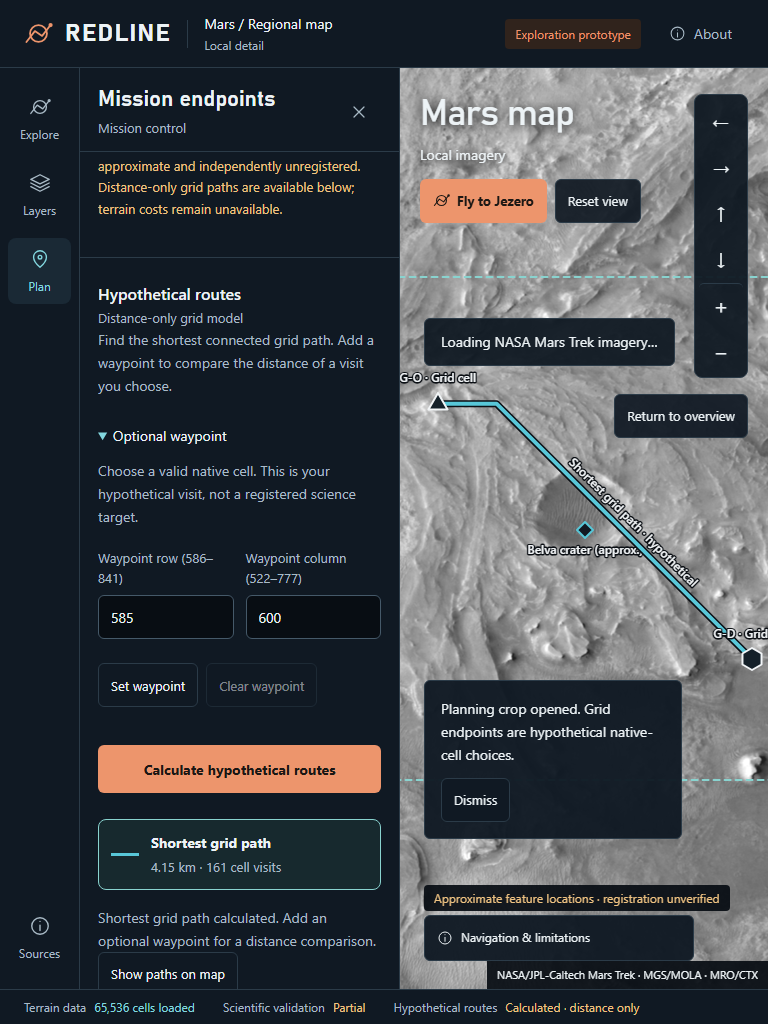 REDLINE
Mars / Regional map
Local detail
Exploration prototype
About
Explore
Layers
Plan
Sources
Mission endpoints
Mission control
approximate and independently unregistered.
Distance-only grid paths are available below;
terrain costs remain unavailable.
Hypothetical routes
Distance-only grid model
Find the shortest connected grid path. Add a
waypoint to compare the distance of a visit
you choose.
Optional waypoint
Choose a valid native cell. This is your
hypothetical visit, not a registered science
target.
Waypoint row (586–
841)
Waypoint column
(522–777)
585
600
Set waypoint
Clear waypoint
Calculate hypothetical routes
Shortest grid path
4.15 km · 161 cell visits
Shortest grid path calculated. Add an
optional waypoint for a distance comparison.
Show paths on map
Mars map
Local imagery
Fly to Jezero
Reset view
← 
→
↑
↓
+
−
Loading NASA Mars Trek imagery...
G-O · Grid cell
Return to overview
Shortest grid path · hypothetical
Belva crater (approx.)
G-D · Grid
Planning crop opened. Grid
endpoints are hypothetical native-
cell choices.
Dismiss
Approximate feature locations · registration unverified
Navigation & limitations
NASA/JPL-Caltech Mars Trek · MGS/MOLA · MRO/CTX
Terrain data 65,536 cells loaded
Scientific validation Partial
Hypothetical routes Calculated · distance only